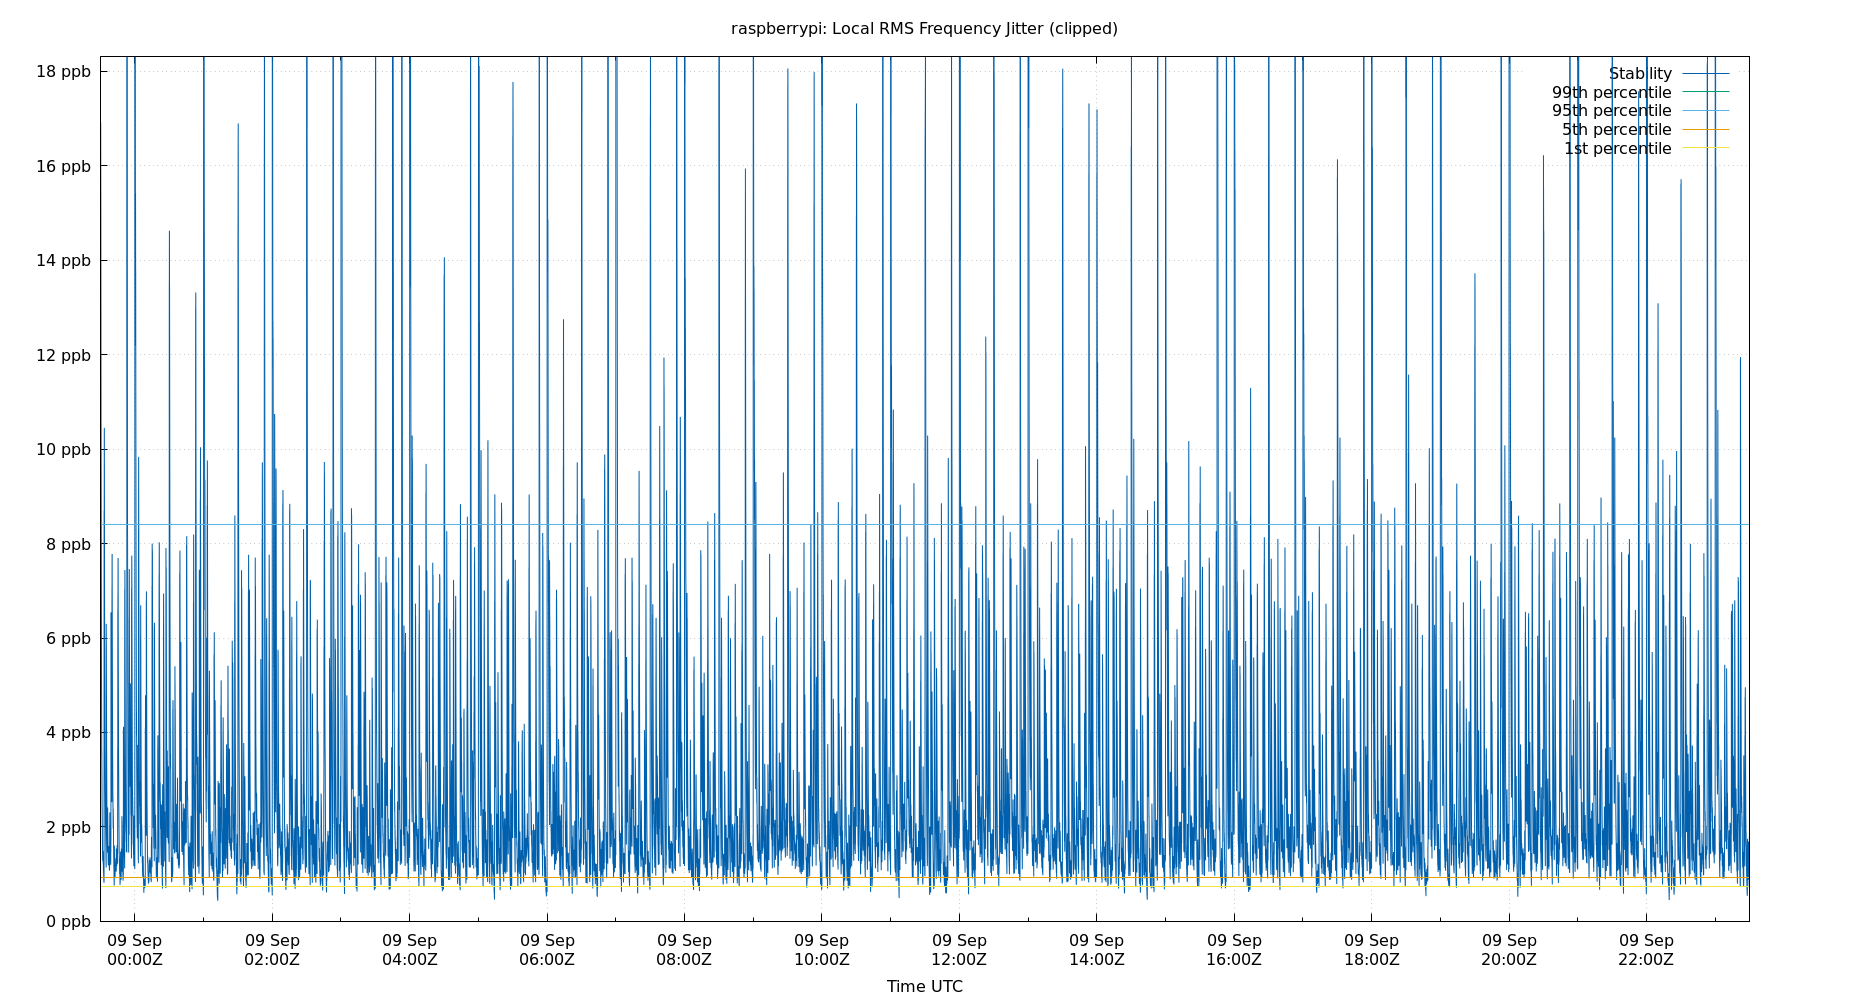 raspberrypi: Local RMS Frequency Jitter (clipped)
18 ppb
16 ppb
14 ppb
12 ppb
10 ppb
8 ppb
6 ppb
4 ppb
2 ppb
0 ppb
Stability
99th percentile
95th percentile
5th percentile
1st percentile
09 Sep 09 Sep 09 Sep 09 Sep 09 Sep 09 Sep 09 Sep 09 Sep 09 Sep 09 Sep 09 Sep 09 Sep
00:00Z 02:00Z 04:00Z 06:00Z 08:00Z 10:00Z 12:00Z 14:00Z 16:00Z 18:00Z 20:00Z 22:00Z
Time UTC